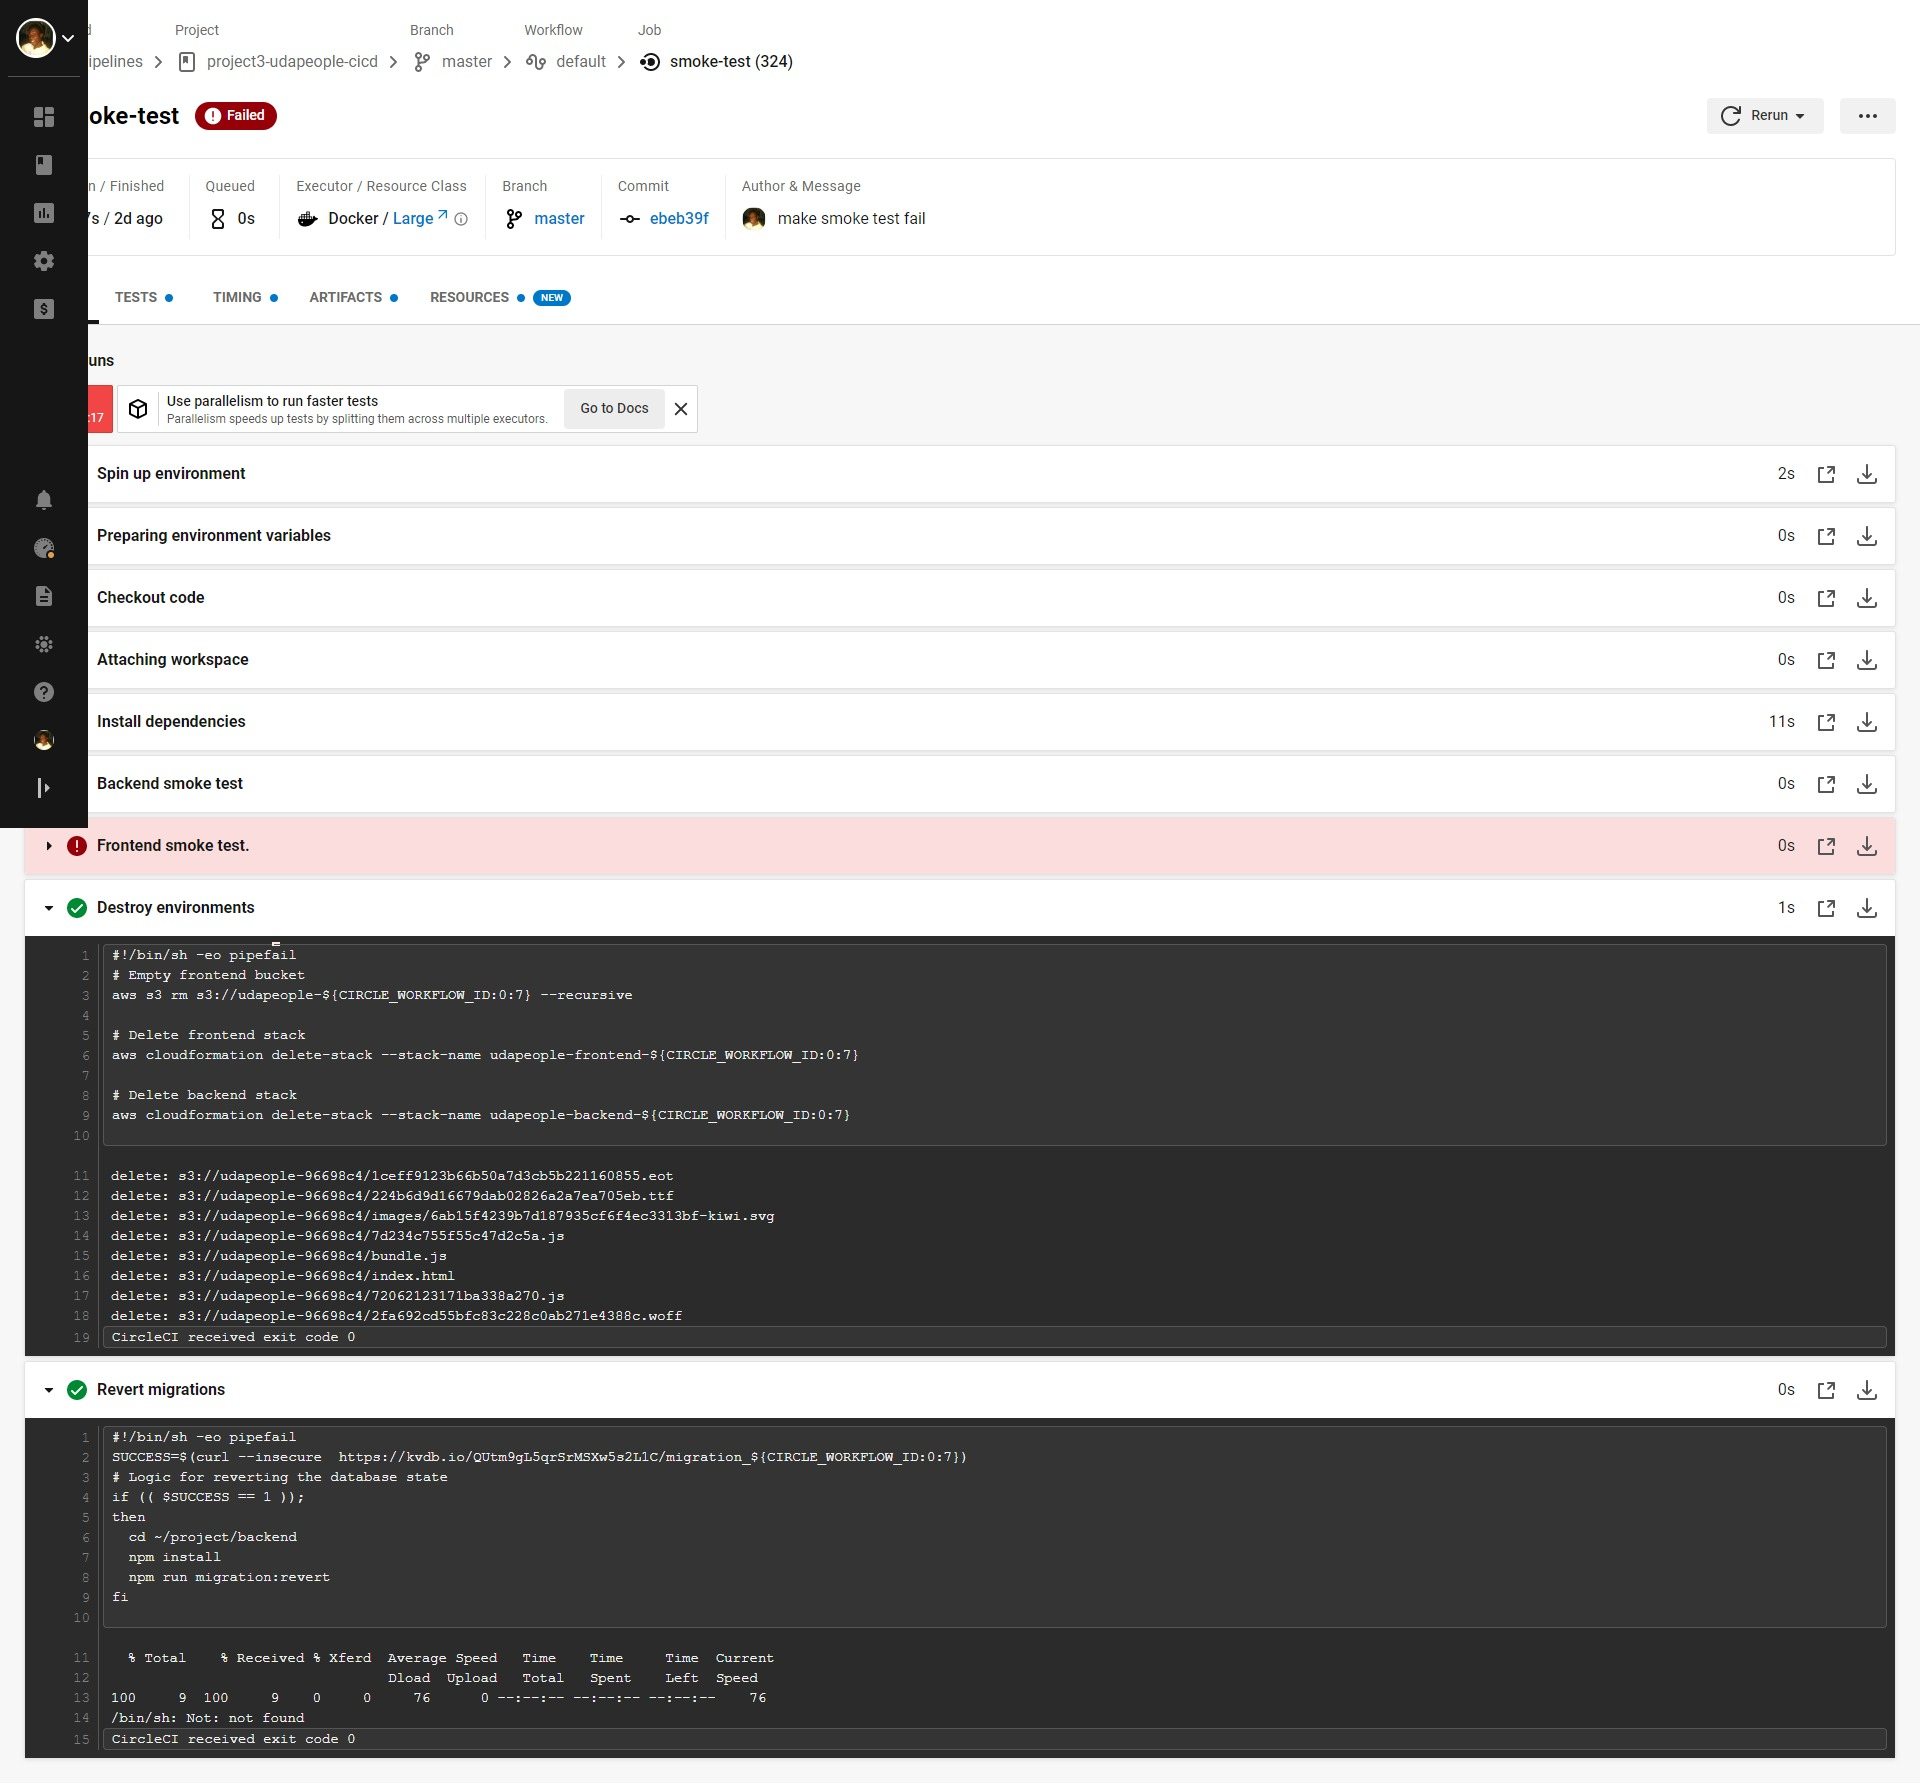 Project
Branch
Workflow
Job
ipelines
project3-udapeople-cicd
master
default
smoke-test (324)
oke-test
Failed
Rerun
n / Finished
Queued
Executor / Resource Class
Branch
Commit
Author & Message
s / 2d ago
0s
Docker / Large
master
ebeb39f
make smoke test fail
TESTS
TIMING
ARTIFACTS
RESOURCES
NEW
uns
:17
Use parallelism to run faster tests
Parallelism speeds up tests by splitting them across multiple executors.
Go to Docs
Spin up environment
2s
Preparing environment variables
0s
Checkout code
0s
Attaching workspace
0s
Install dependencies
11s
Backend smoke test
0s
Frontend smoke test.
0s
Destroy environments
1s
1 #!/bin/sh -eo pipefail
2 # Empty frontend bucket
3 aws s3 rm s3://udapeople-${CIRCLE_WORKFLOW_ID:0:7} --recursive
4
5 # Delete frontend stack
6 aws cloudformation delete-stack --stack-name udapeople-frontend-${CIRCLE_WORKFLOW_ID:0:7}
7
8 # Delete backend stack
9 aws cloudformation delete-stack --stack-name udapeople-backend-${CIRCLE_WORKFLOW_ID:0:7}
10
11 delete: s3://udapeople-96698c4/1ceff9123b66b50a7d3cb5b221160855.eot
12 delete: s3://udapeople-96698c4/224b6d9d16679dab02826a2a7ea705eb.ttf
13 delete: s3://udapeople-96698c4/images/6ab15f4239b7d187935cf6f4ec3313bf-kiwi.svg
14 delete: s3://udapeople-96698c4/7d234c755f55c47d2c5a.js
15 delete: s3://udapeople-96698c4/bundle.js
16 delete: s3://udapeople-96698c4/index.html
17 delete: s3://udapeople-96698c4/72062123171ba338a270.js
18 delete: s3://udapeople-96698c4/2fa692cd55bfc83c228c0ab271e4388c.woff
19 CircleCI received exit code 0
Revert migrations
0s
1 #!/bin/sh -eo pipefail
2 SUCCESS=$(curl --insecure  https://kvdb.io/QUtm9gL5qrSrMSXw5s2L1C/migration_${CIRCLE_WORKFLOW_ID:0:7})
3 # Logic for reverting the database state
4 if (( $SUCCESS == 1 ));
5 then
6   cd ~/project/backend
7   npm install
8   npm run migration:revert
9 fi
10
11   % Total    % Received % Xferd  Average Speed   Time    Time     Time  Current
12                                  Dload  Upload   Total   Spent    Left  Speed
13 100     9  100     9    0     0     76      0 --:--:-- --:--:-- --:--:--    76
14 /bin/sh: Not: not found
15 CircleCI received exit code 0